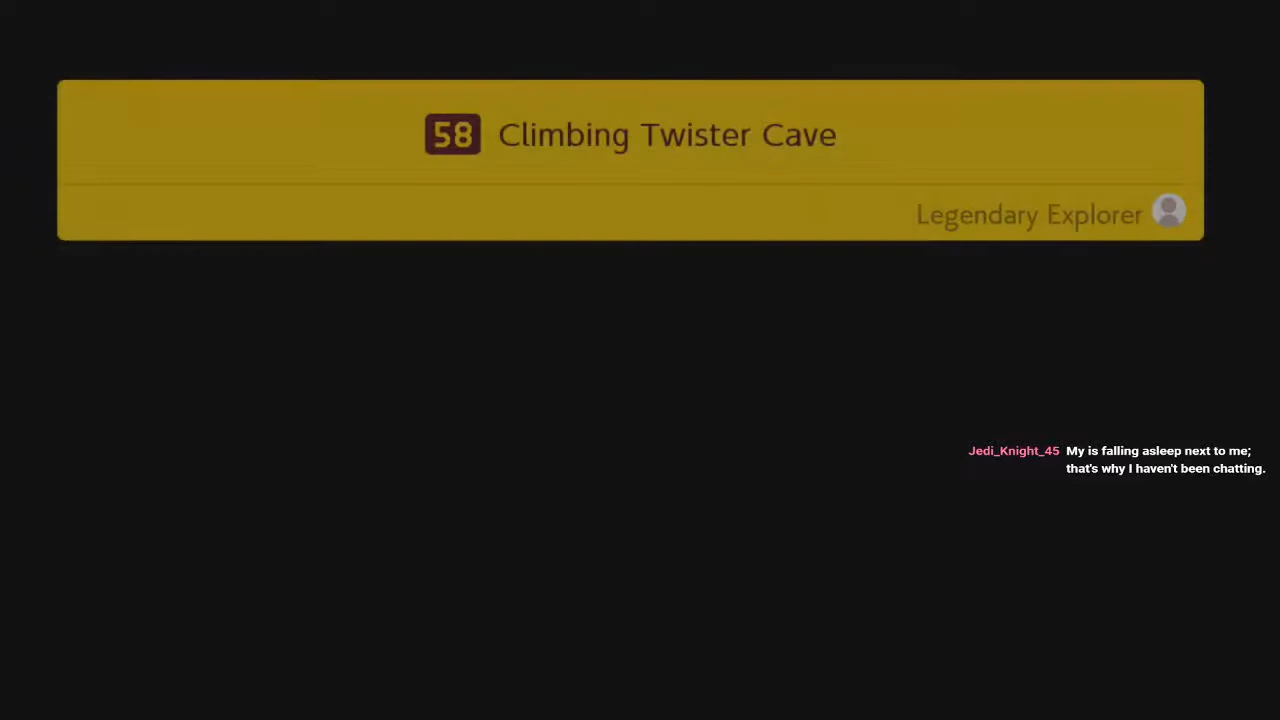 58 Climbing Twister Cave
Legendary Explorer
Jedi_Knight_45 My is falling asleep next to me;
that's why I haven't been chatting.